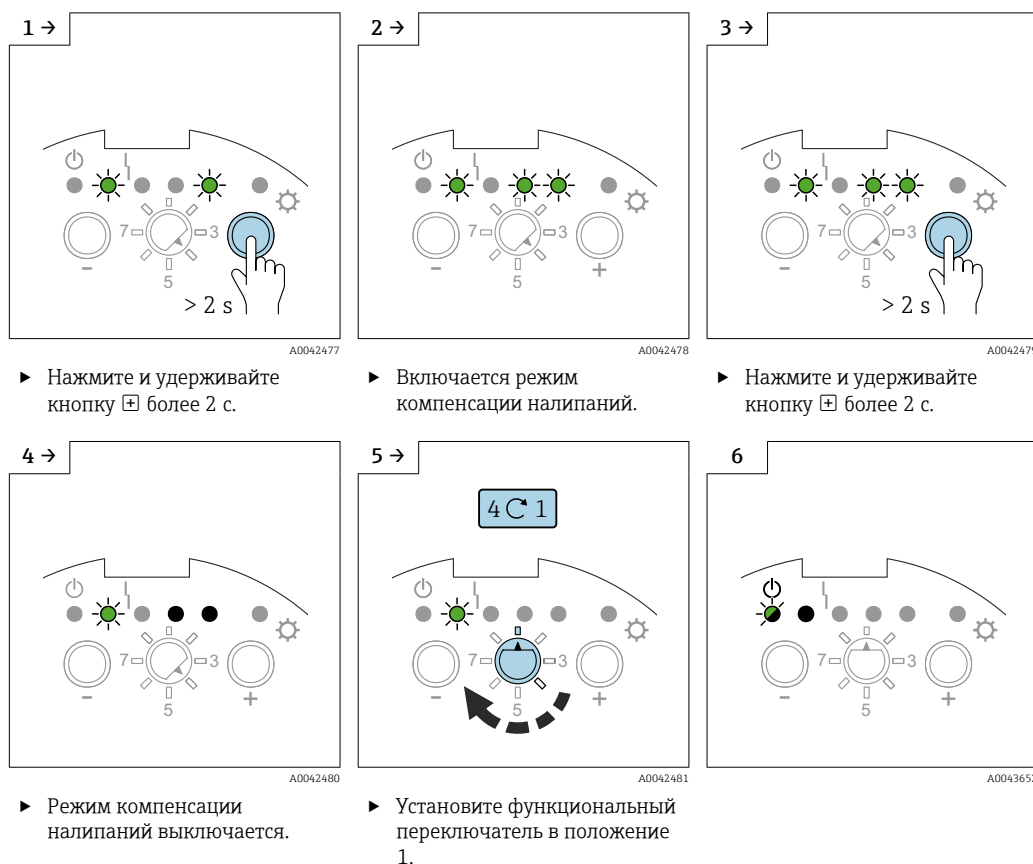 1 →
2 →
3 →
7
3
5
-
> 2 s
7
3
5
-
+
7
3
5
-
> 2 s
A0042477
A0042478
A0042479
► Нажмите и удерживайте
кнопку ⊞ более 2 с.
► Включается режим
компенсации налипаний.
► Нажмите и удерживайте
кнопку ⊞ более 2 с.
4 →
5 →
6
4 1
7
3
5
-
+
7
3
5
-
+
7
3
5
-
+
A0042480
A0042481
A0043652
► Режим компенсации
налипаний выключается.
► Установите функциональный
переключатель в положение
1.